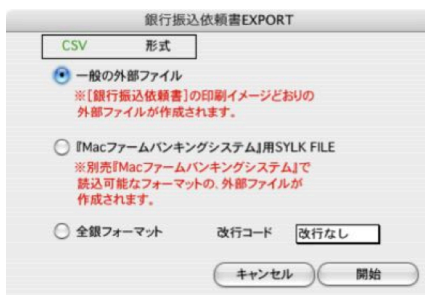 銀行振込依頼書EXPORT
CSV 形式
一般の外部ファイル
※[銀行振込依頼書]の印刷イメージどおりの
外部ファイルが作成されます。
『Macファームバンキングシステム』用SYLK FILE
※別売『Macファームバンキングシステム』で
読込可能なフォーマットの.外部ファイルが
作成されます。
全銀フォーマット 改行コード 改行なし
キャンセル 開始